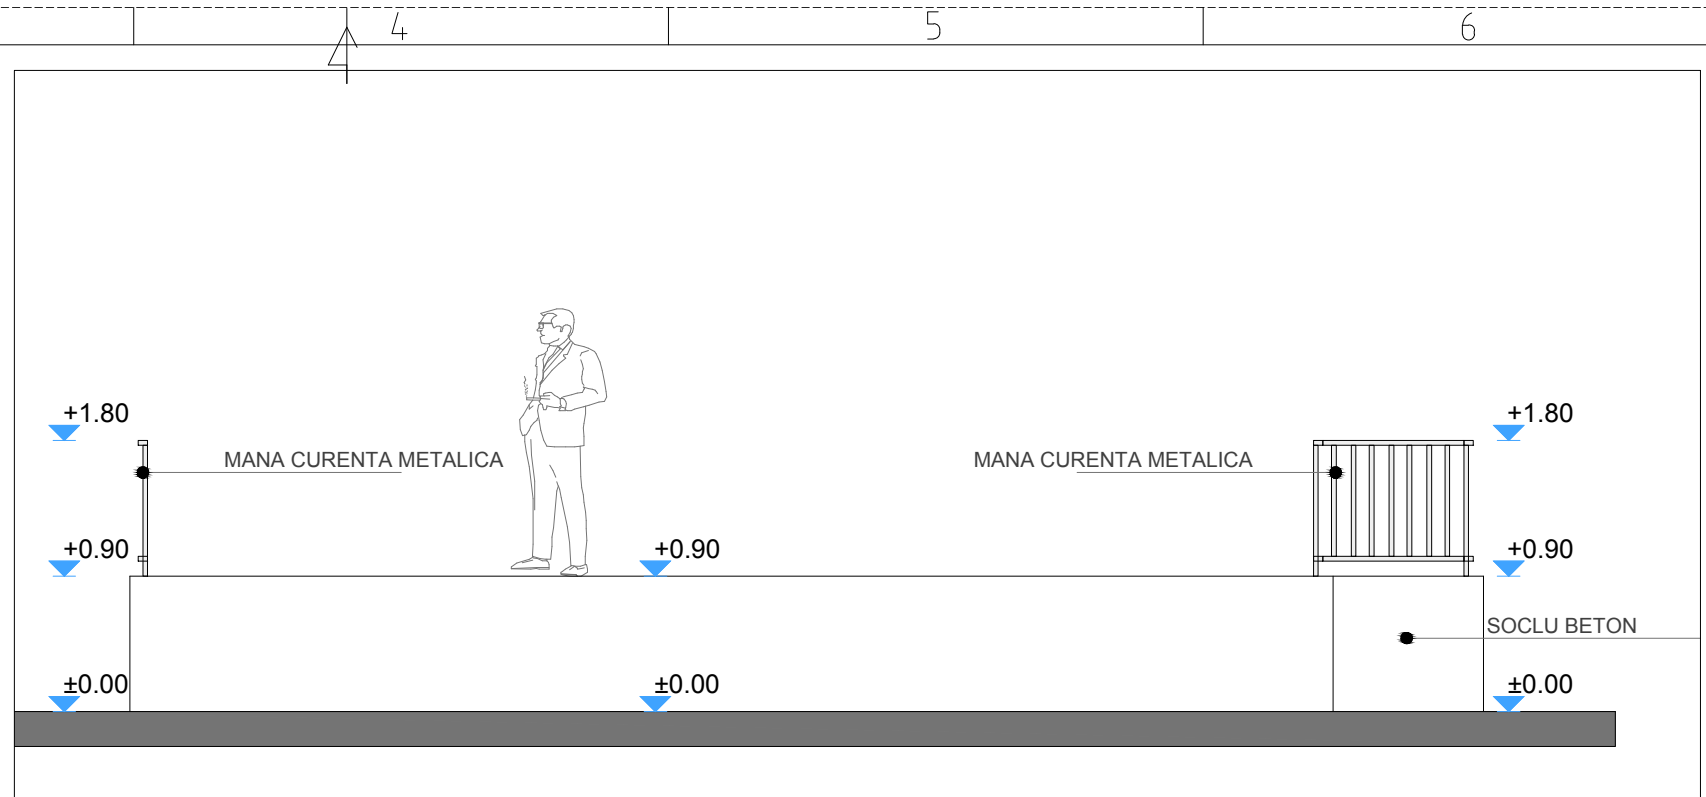 4 5 6
+1.80 +1.80
MANA CURENTA METALICA MANA CURENTA METALICA
+0.90 +0.90 +0.90
SOCLU BETON
±0.00 ±0.00 ±0.00